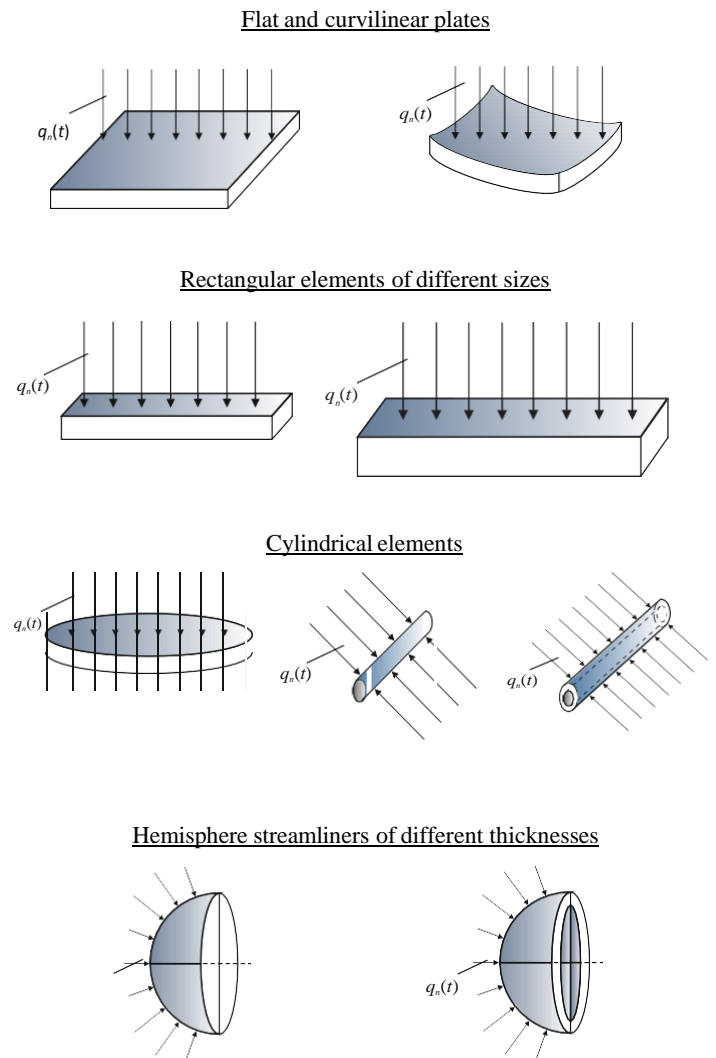 Flat and curvilinear plates
qₙ(t)
qₙ(t)
Rectangular elements of different sizes
qₙ(t)
qₙ(t)
Cylindrical elements
qₙ(t)
qₙ(t)
qₙ(t)
Hemisphere streamliners of different thicknesses
qₙ(t)